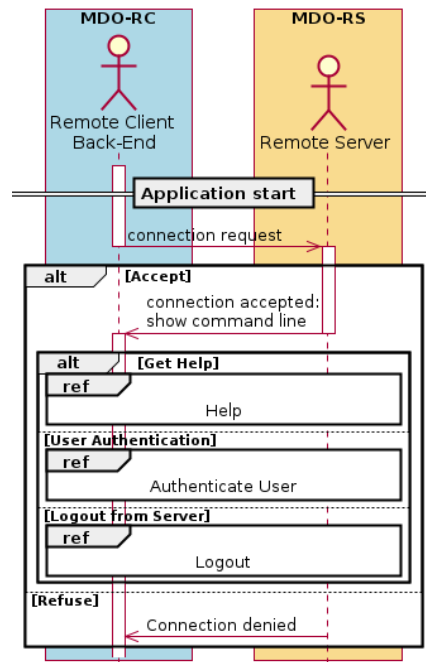 MDO-RC
MDO-RS
Remote Client
Back-End
Remote Server
Application start
connection request
alt
[Accept]
connection accepted:
show command line
alt
[Get Help]
ref
Help
[User Authentication]
ref
Authenticate User
[Logout from Server]
ref
Logout
[Refuse]
Connection denied